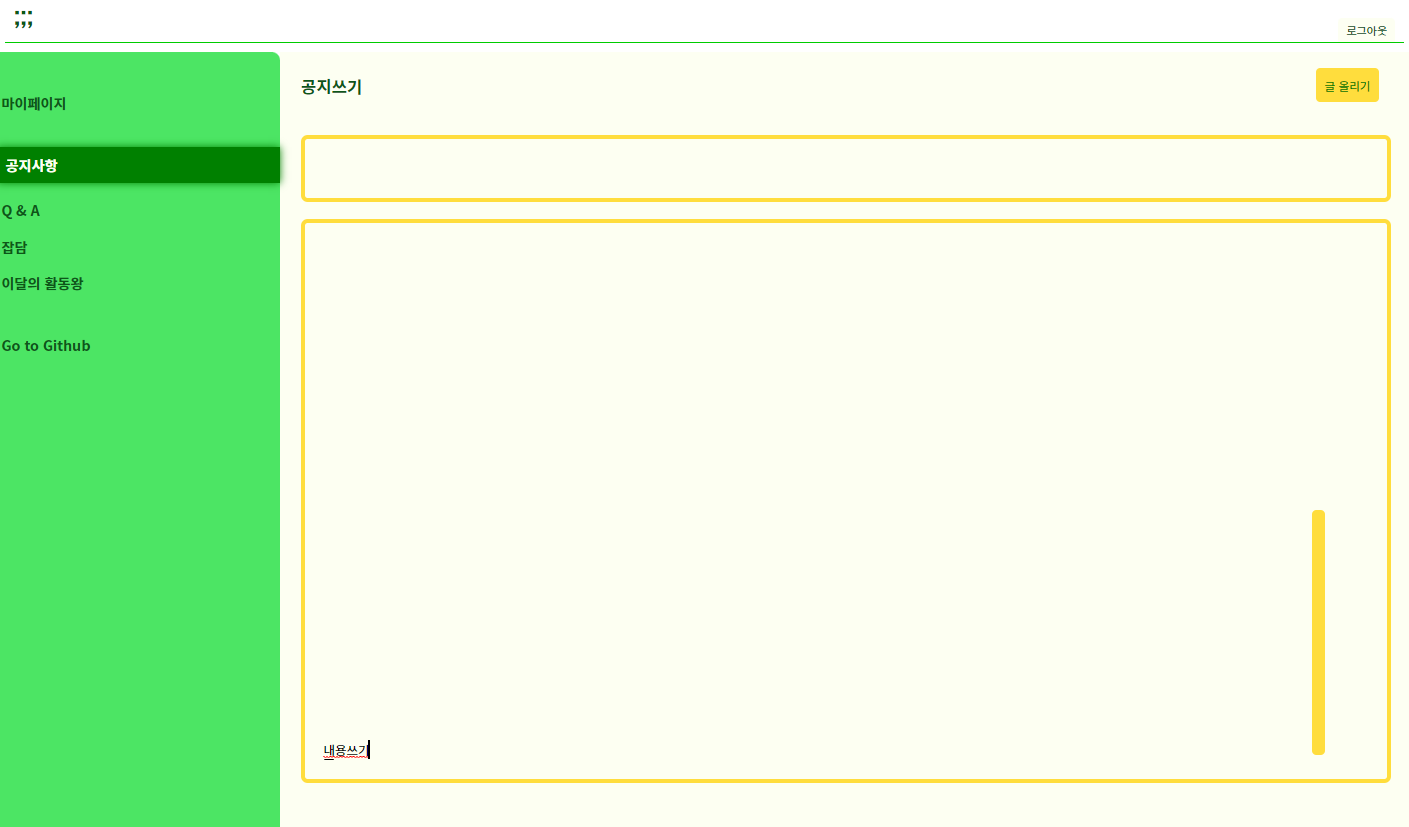 ;;;
로그아웃
공지쓰기
글 올리기
마이페이지
공지사항
Q & A
잡담
이달의 활동왕
Go to Github
내용쓰기